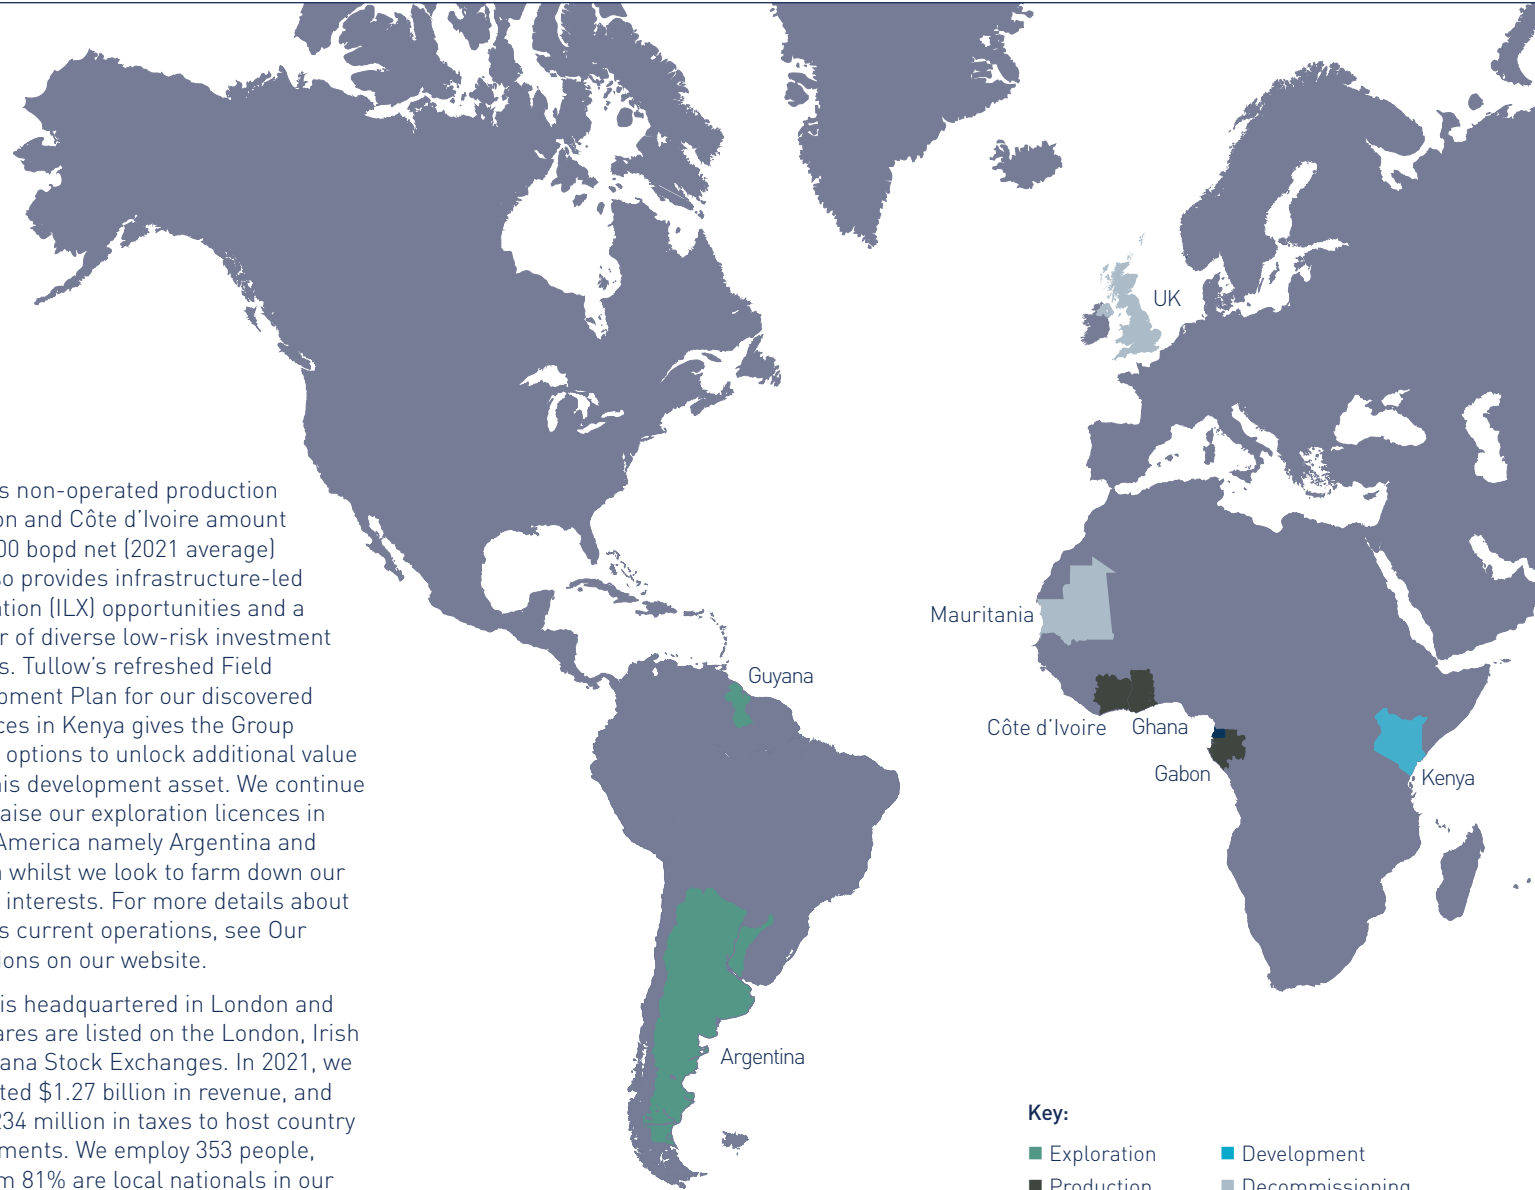 s non-operated production
on and Côte d’Ivoire amount
00 bopd net (2021 average)
so provides infrastructure-led
ation (ILX) opportunities and a
r of diverse low-risk investment
s. Tullow’s refreshed Field
opment Plan for our discovered
ces in Kenya gives the Group
options to unlock additional value
his development asset. We continue
raise our exploration licences in
America namely Argentina and
whilst we look to farm down our
interests. For more details about
s current operations, see Our
ions on our website.
is headquartered in London and
ares are listed on the London, Irish
ana Stock Exchanges. In 2021, we
ted $1.27 billion in revenue, and
234 million in taxes to host country
ments. We employ 353 people,
m 81% are local nationals in our
UK
Mauritania
Guyana
Côte d’Ivoire
Ghana
Gabon
Kenya
Argentina
Key:
Exploration
Development
Production
Decommissioning